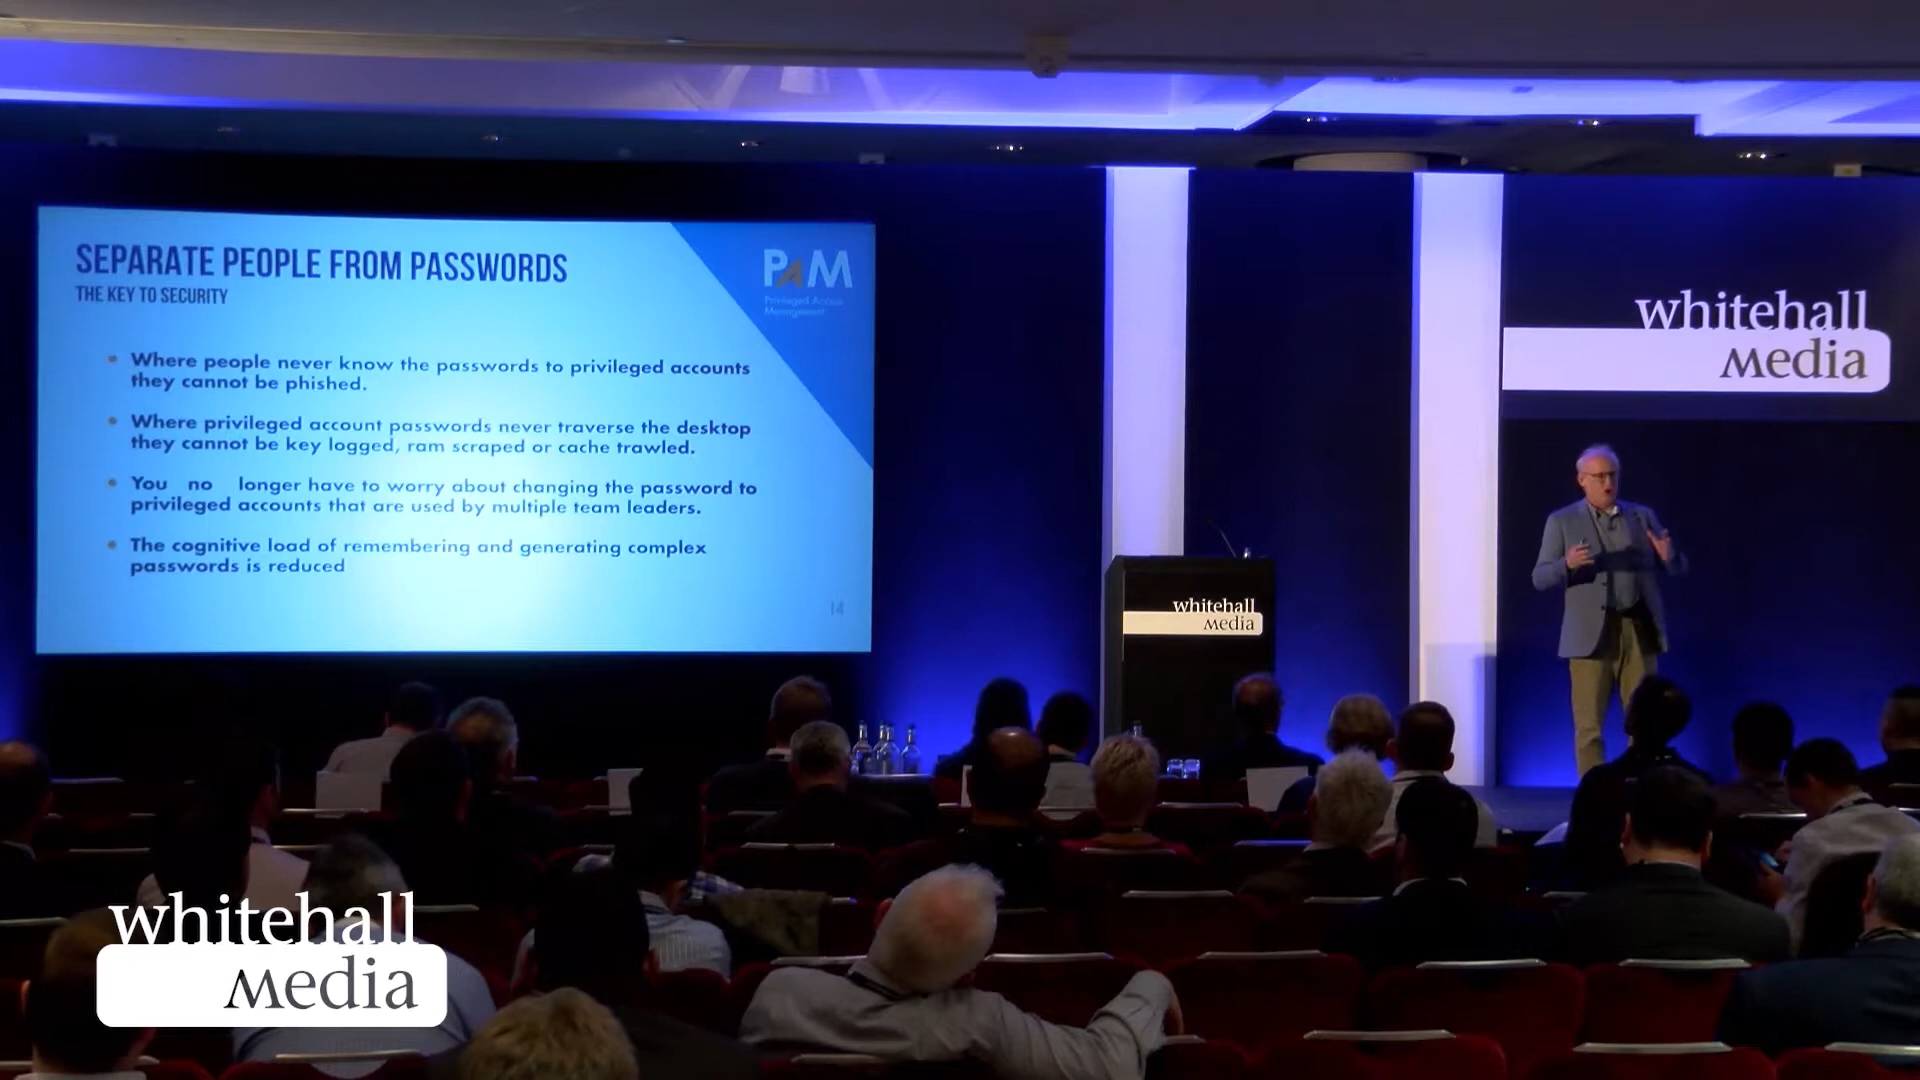 SEPARATE PEOPLE FROM PASSWORDS
THE KEY TO SECURITY
PAM
Privileged Access
Management
• Where people never know the passwords to privileged accounts
they cannot be phished.
• Where privileged account passwords never traverse the desktop
they cannot be key logged, ram scraped or cache trawled.
• You no longer have to worry about changing the password to
privileged accounts that are used by multiple team leaders.
• The cognitive load of remembering and generating complex
passwords is reduced
14
whitehall
media
whitehall
media
whitehall
media